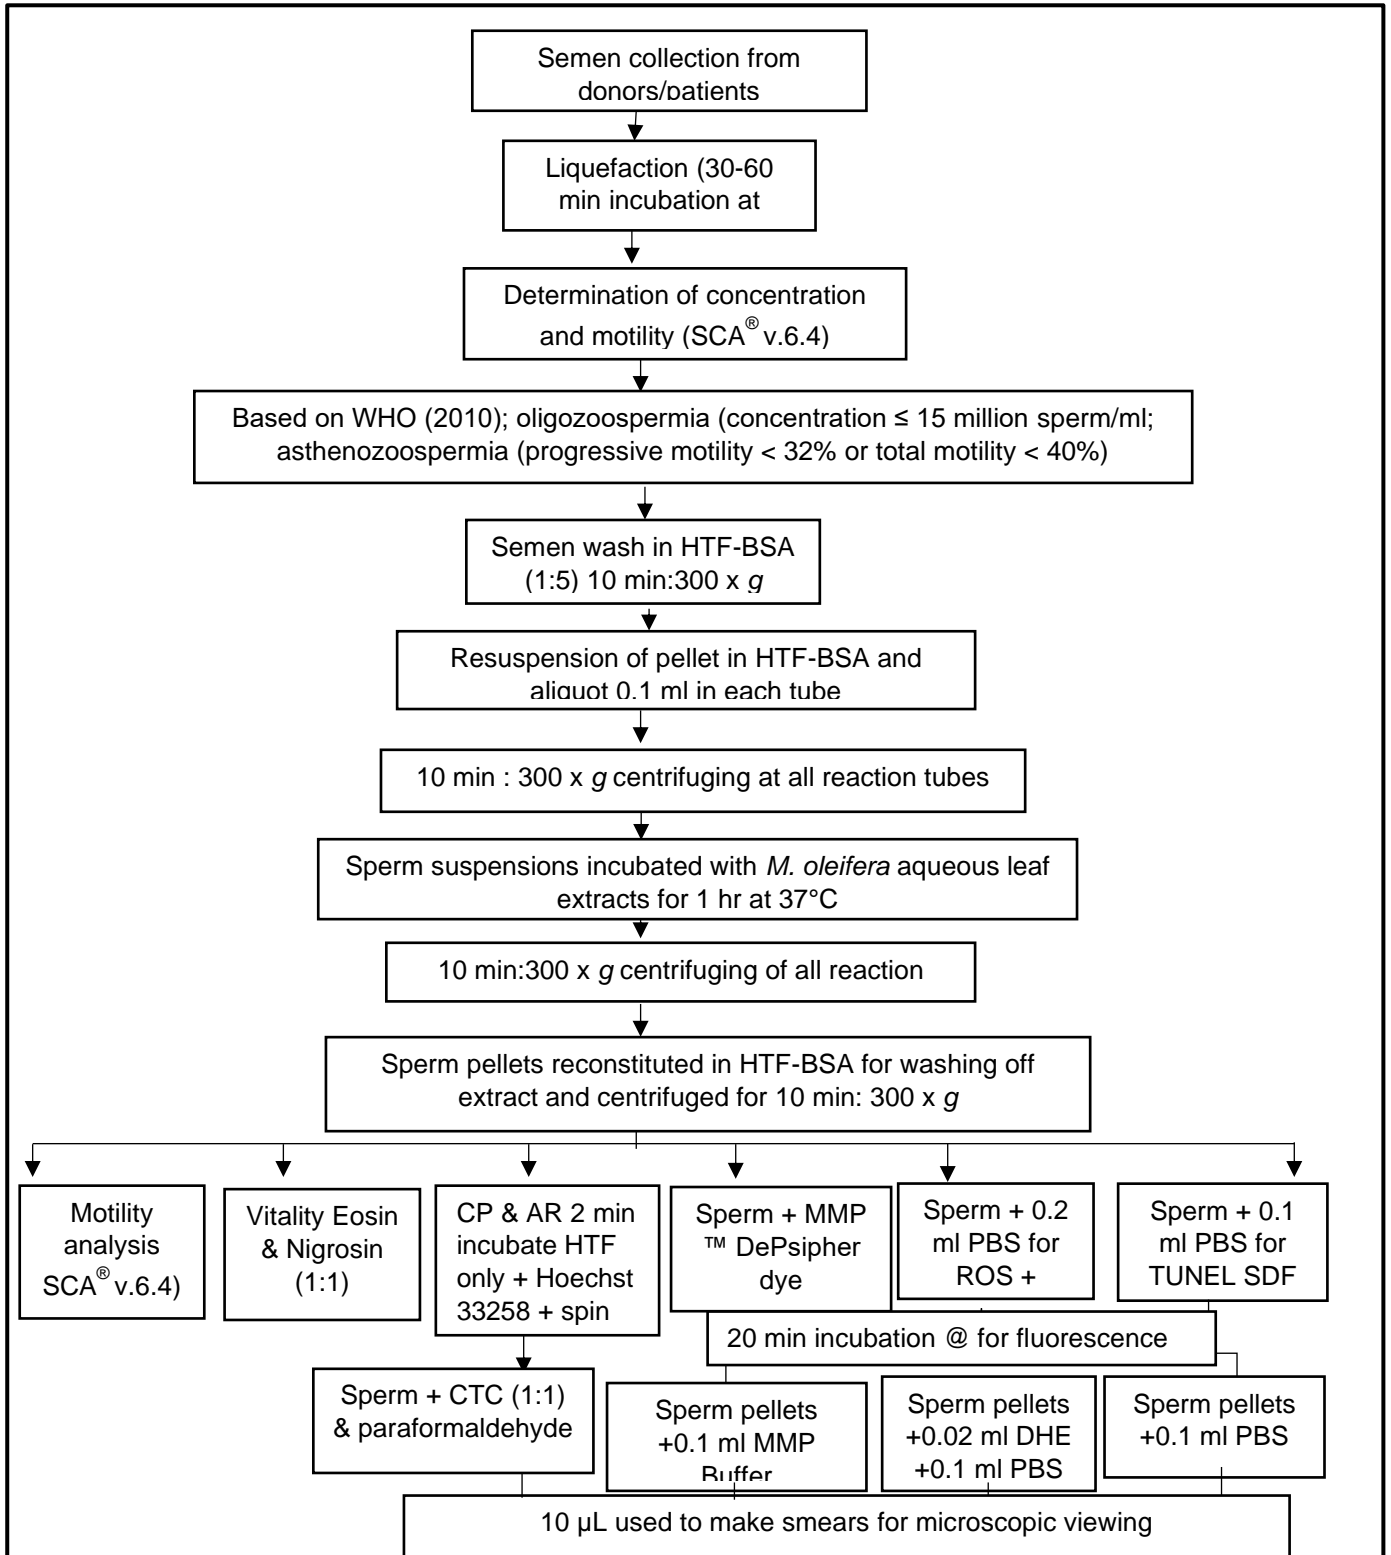 Semen collection from
donors/patients
Liquefaction (30-60
min incubation at
Determination of concentration
and motility (SCA® v.6.4)
Based on WHO (2010); oligozoospermia (concentration ≤ 15 million sperm/ml;
asthenozoospermia (progressive motility < 32% or total motility < 40%)
Semen wash in HTF-BSA
(1:5) 10 min:300 x g
Resuspension of pellet in HTF-BSA and
aliquot 0.1 ml in each tube
10 min : 300 x g centrifuging at all reaction tubes
Sperm suspensions incubated with M. oleifera aqueous leaf
extracts for 1 hr at 37°C
10 min:300 x g centrifuging of all reaction
Sperm pellets reconstituted in HTF-BSA for washing off
extract and centrifuged for 10 min: 300 x g
Motility
analysis
SCA® v.6.4)
Vitality Eosin
& Nigrosin
(1:1)
CP & AR 2 min
incubate HTF
only + Hoechst
33258 + spin
Sperm + MMP
™ DePsipher
dye
Sperm + 0.2
ml PBS for
ROS +
Sperm + 0.1
ml PBS for
TUNEL SDF
20 min incubation @ for fluorescence
Sperm + CTC (1:1)
& paraformaldehyde
Sperm pellets
+0.1 ml MMP
Buffer
Sperm pellets
+0.02 ml DHE
+0.1 ml PBS
Sperm pellets
+0.1 ml PBS
10 µL used to make smears for microscopic viewing